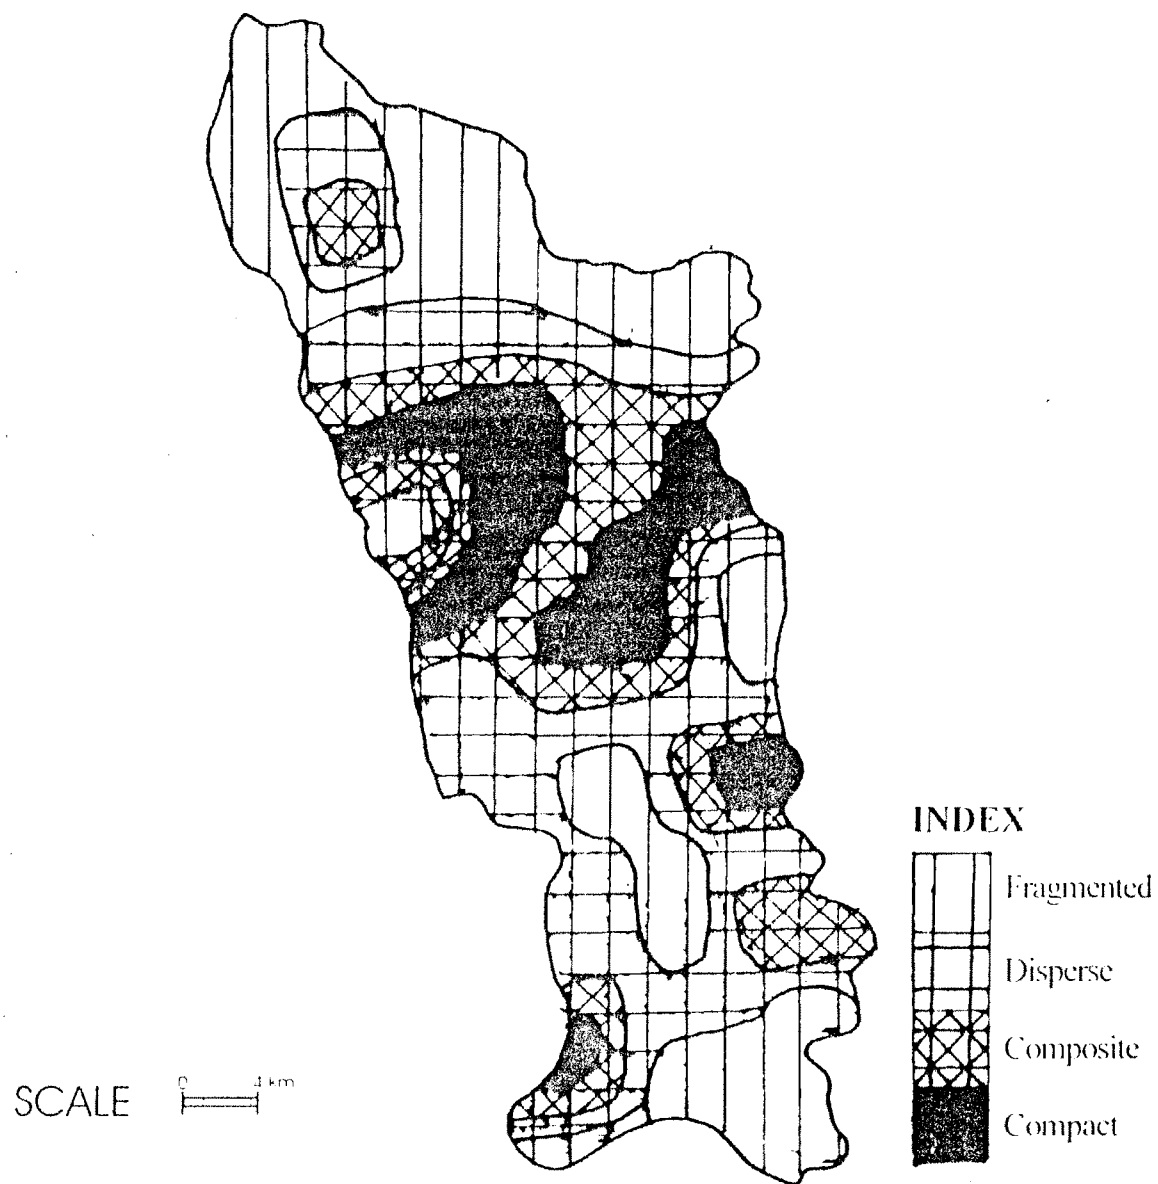 INDEX
Fragmented
Disperse
Composite
Compact
0 4 km
SCALE